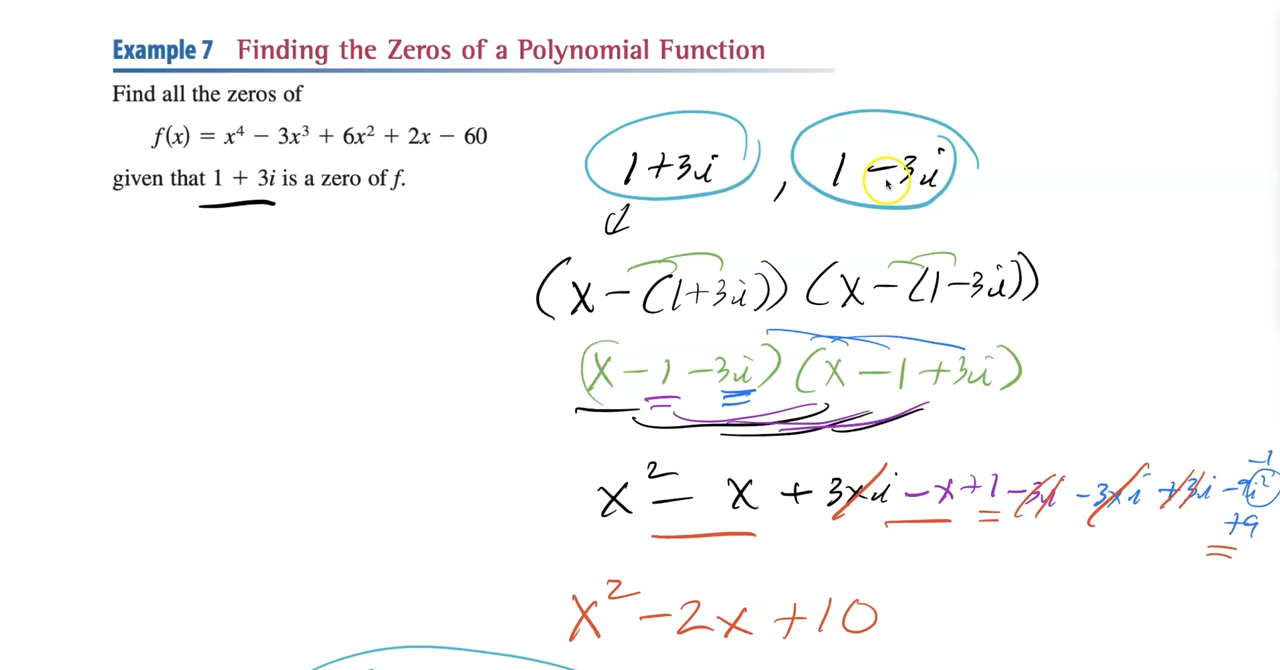 Example 7 Finding the Zeros of a Polynomial Function
Find all the zeros of
f(x) = x⁴ − 3x³ + 6x² + 2x − 60
given that 1 + 3i is a zero of f.
1+3i , 1−3i
(x−(1+3i))(x−(1−3i))
(x−1−3i)(x−1+3i)
−1
x² − x + 3xi − x + 1 − 3i − 3xi + 3i − 9i²
+9
x² − 2x + 10